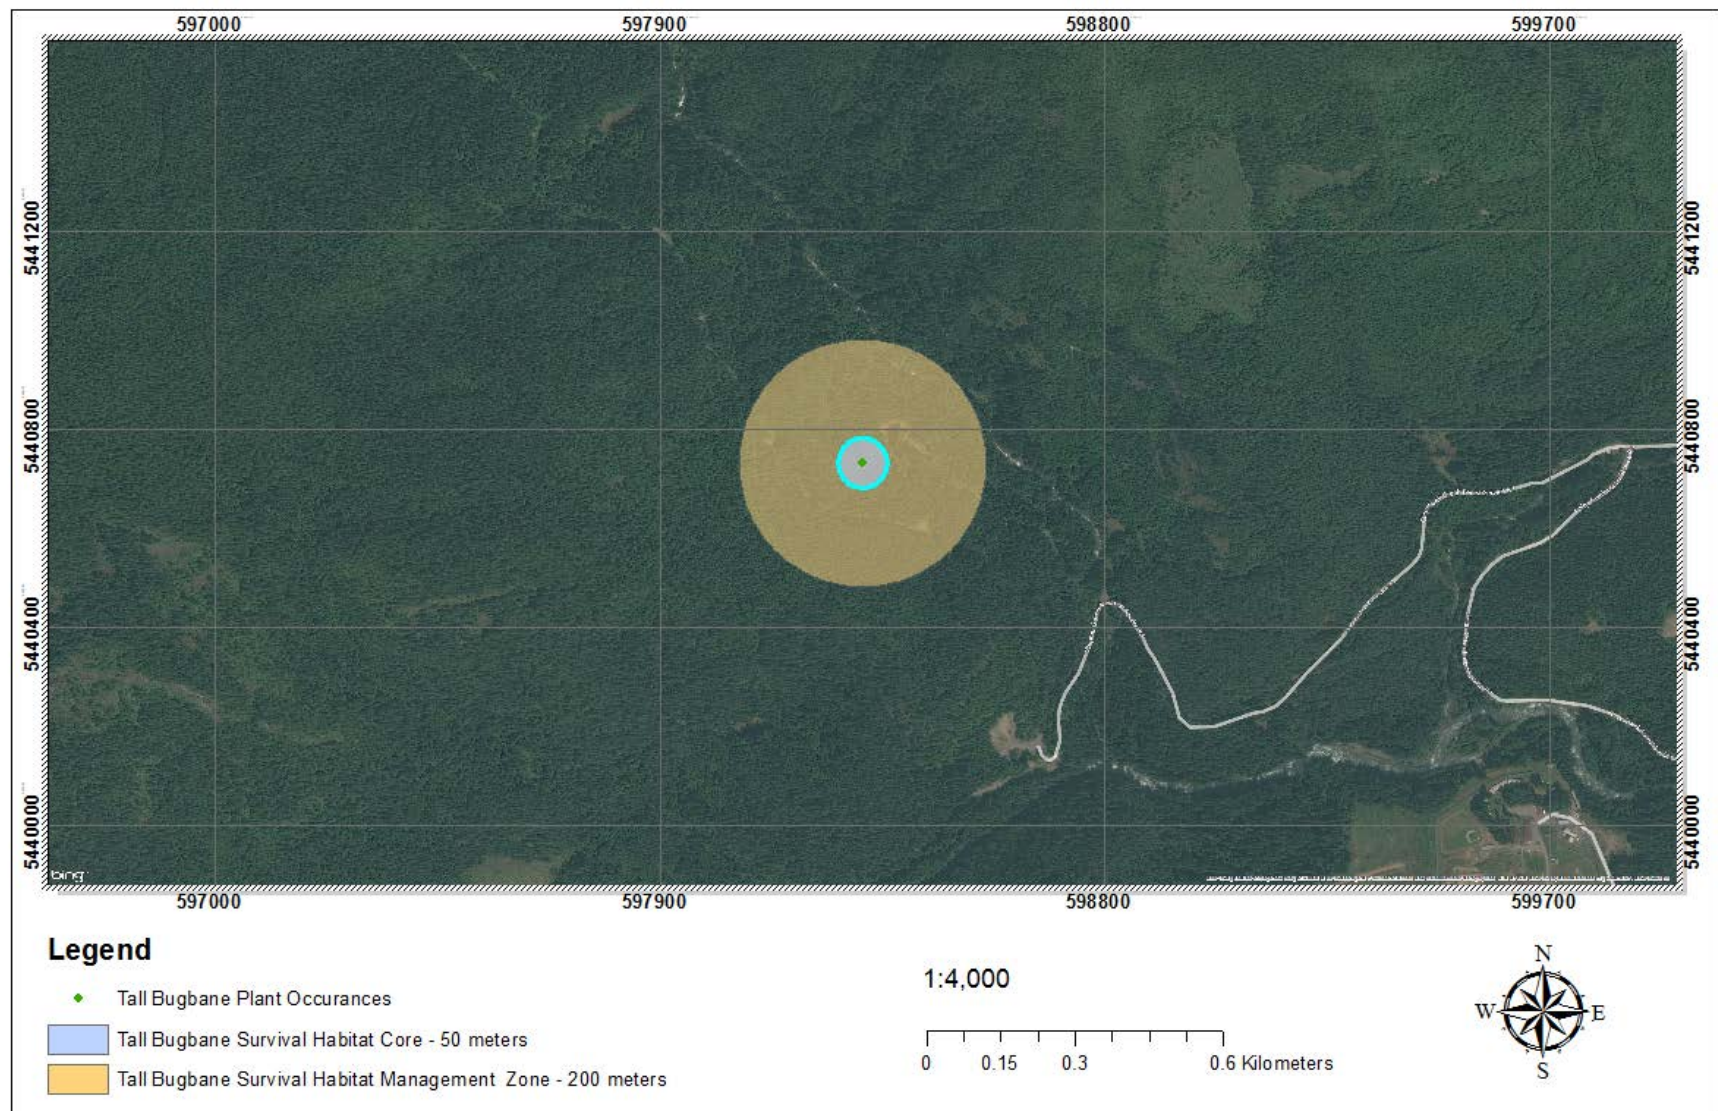 597000 597900 598800 599700
5441200 5441200
5440800 5440800
5440400 5440400
5440000 5440000
bing
597000 597900 598800 599700
Legend
Tall Bugbane Plant Occurances
Tall Bugbane Survival Habitat Core - 50 meters
Tall Bugbane Survival Habitat Management Zone - 200 meters
1:4,000
0 0.15 0.3 0.6 Kilometers
N
W E
S